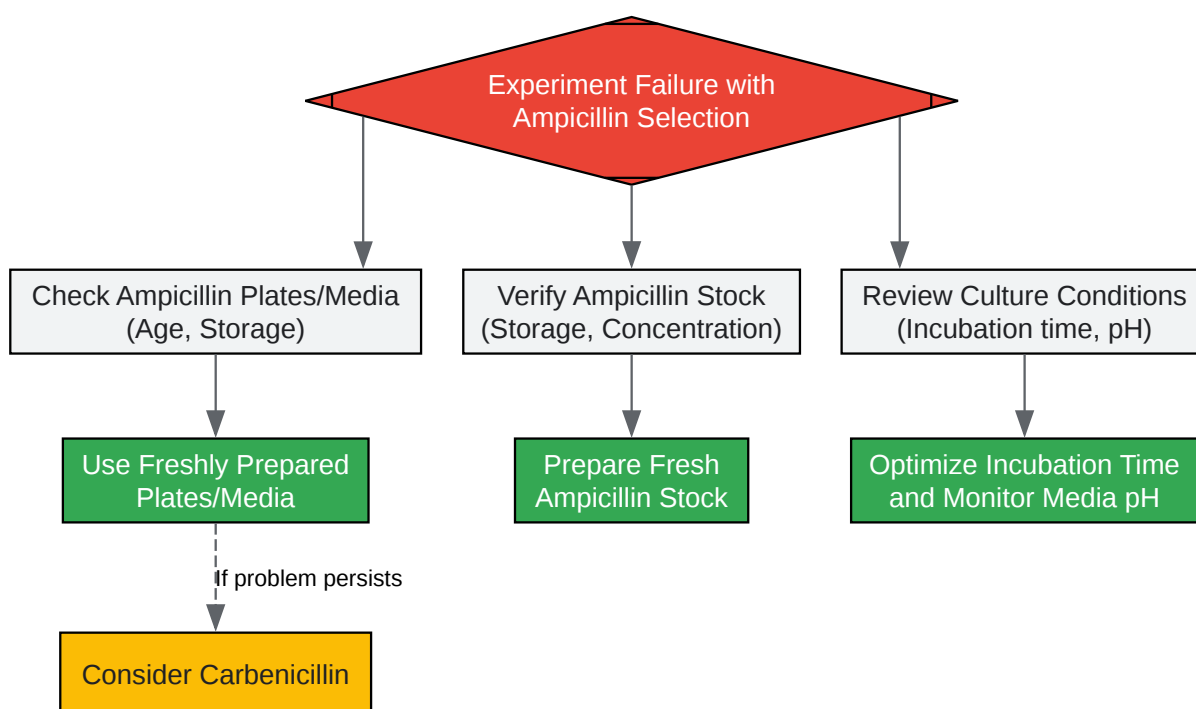 Experiment Failure with
Ampicillin Selection
Check Ampicillin Plates/Media
(Age, Storage)
Verify Ampicillin Stock
(Storage, Concentration)
Review Culture Conditions
(Incubation time, pH)
Use Freshly Prepared
Plates/Media
Prepare Fresh
Ampicillin Stock
Optimize Incubation Time
and Monitor Media pH
If problem persists
Consider Carbenicillin